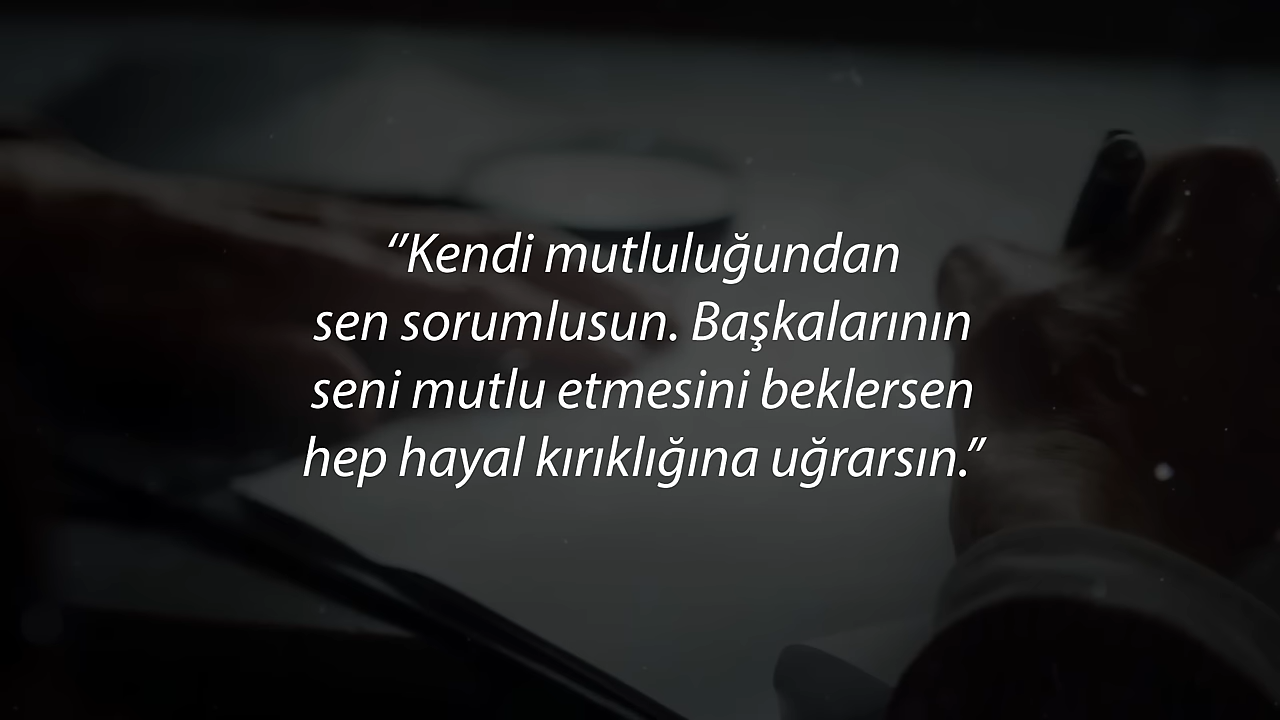 ‘’Kendi mutluluğundan
sen sorumlusun. Başkalarının
seni mutlu etmesini beklersen
hep hayal kırıklığına uğrarsın.’’